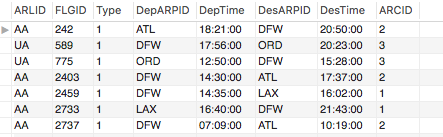 ARLID FLGID Type DepARPID DepTime DesARPID DesTime ARCID
AA 242 1 ATL 18:21:00 DFW 20:50:00 2
UA 589 1 DFW 17:56:00 ORD 20:23:00 3
UA 775 1 ORD 12:50:00 DFW 15:28:00 3
AA 2403 1 DFW 14:30:00 ATL 17:37:00 2
AA 2459 1 DFW 14:35:00 LAX 16:02:00 1
AA 2733 1 LAX 16:40:00 DFW 21:43:00 1
AA 2737 1 DFW 07:09:00 ATL 10:19:00 2